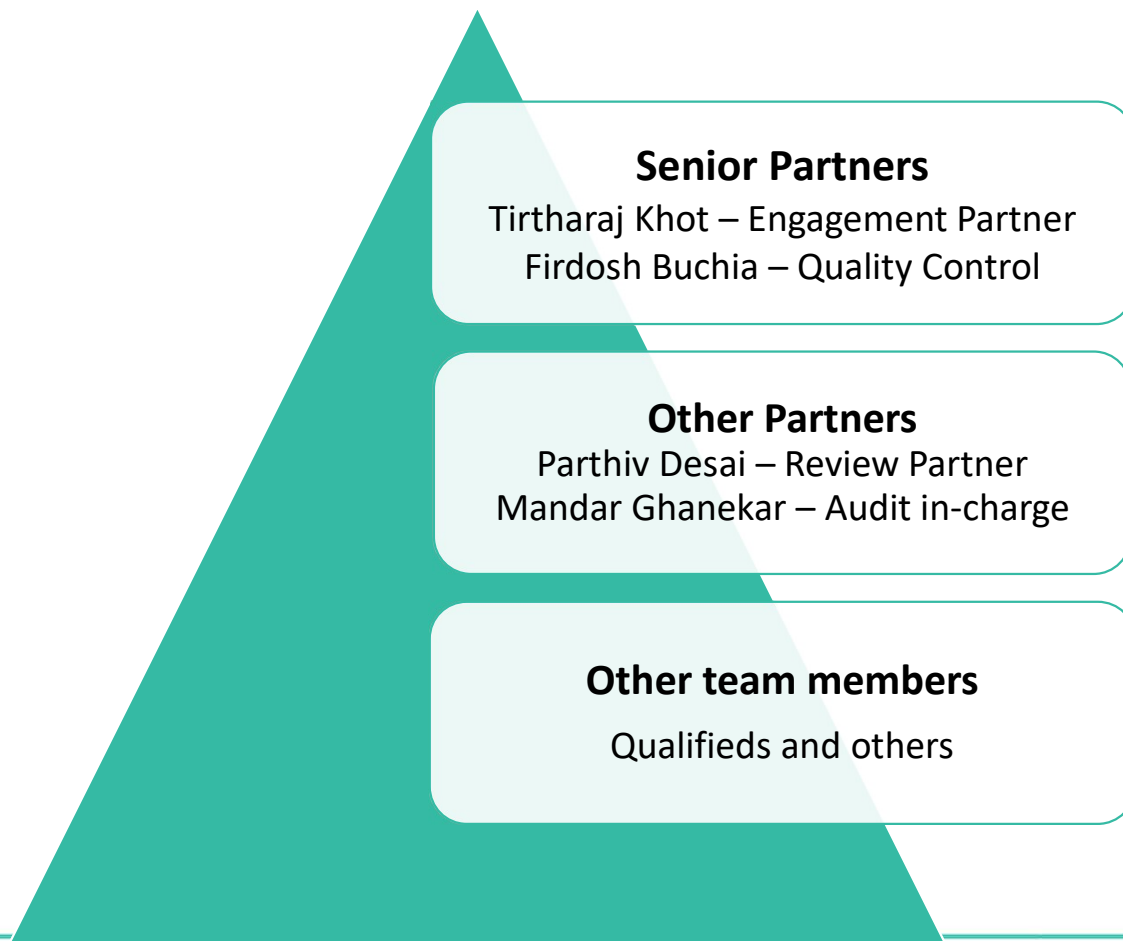 Senior Partners
Tirtharaj Khot – Engagement Partner
Firdosh Buchia – Quality Control
Other Partners
Parthiv Desai – Review Partner
Mandar Ghanekar – Audit in-charge
Other team members
Qualifieds and others